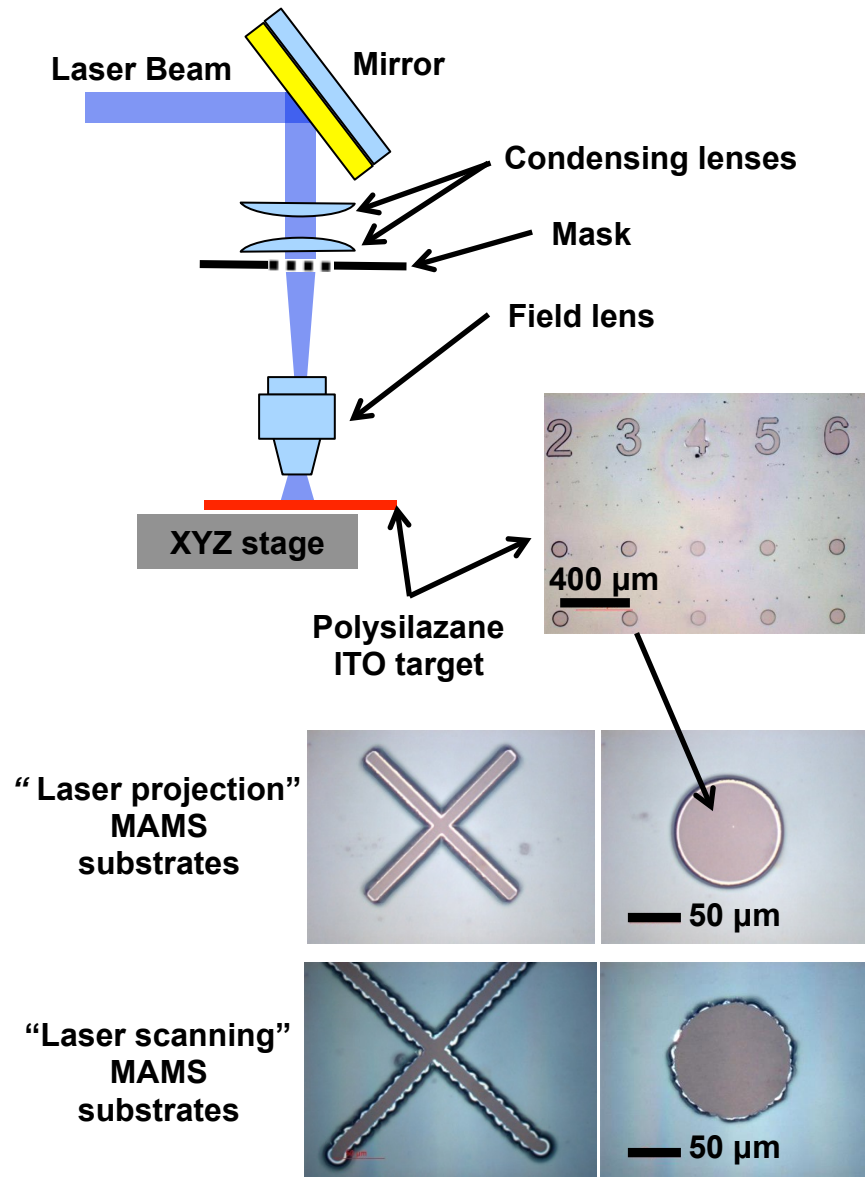 Laser Beam
Mirror
Condensing lenses
Mask
Field lens
2 3 4 5 6
XYZ stage
400 µm
Polysilazane
ITO target
“ Laser projection”
MAMS
substrates
50 µm
“Laser scanning”
MAMS
substrates
50 µm